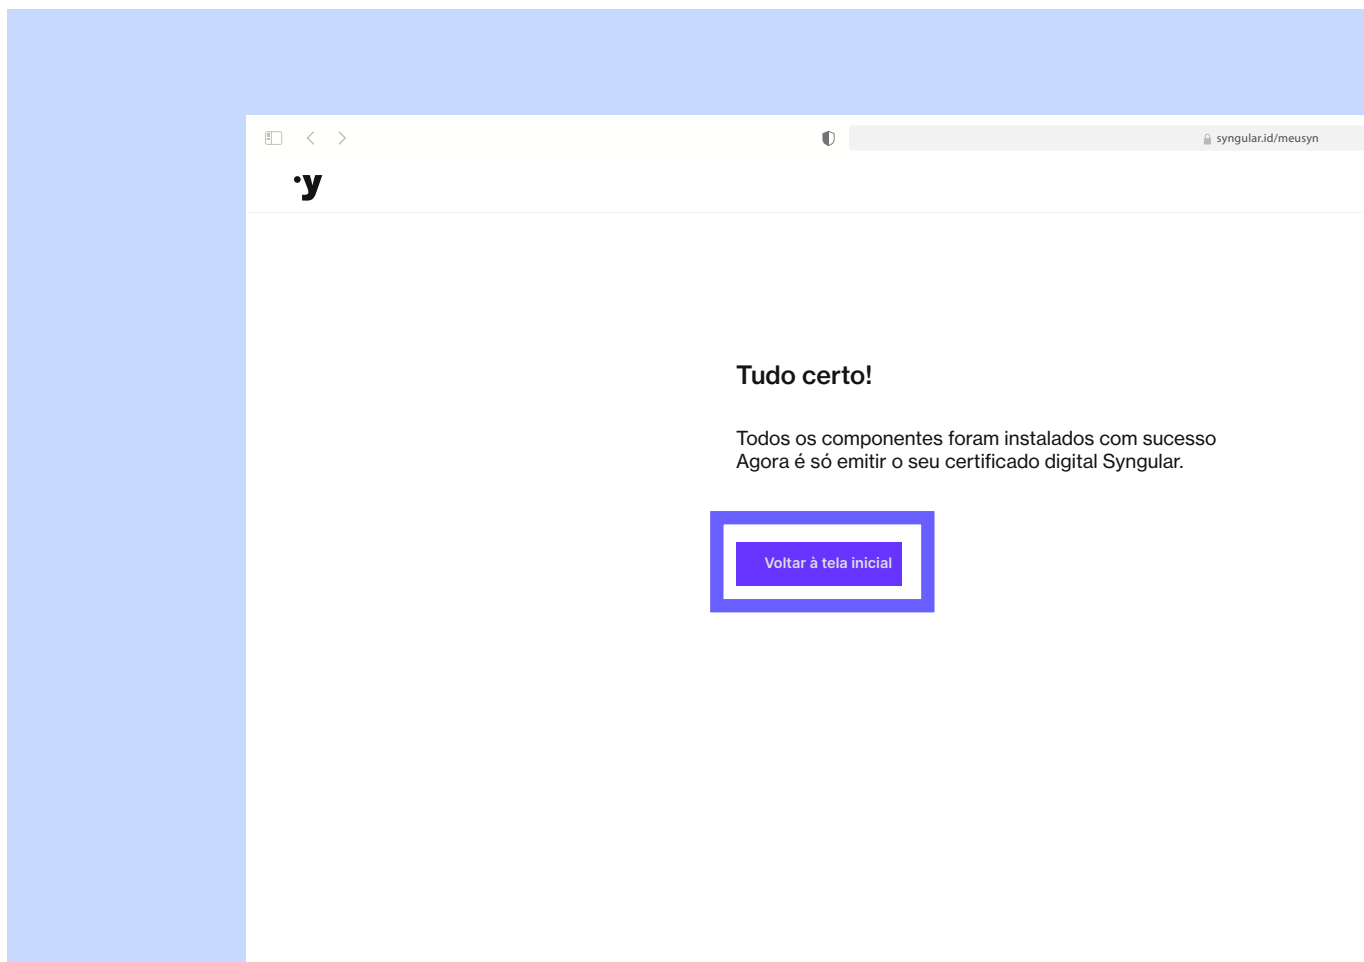 syngular.id/meusyn
·y
Tudo certo!
Todos os componentes foram instalados com sucesso
Agora é só emitir o seu certificado digital Syngular.
Voltar à tela inicial